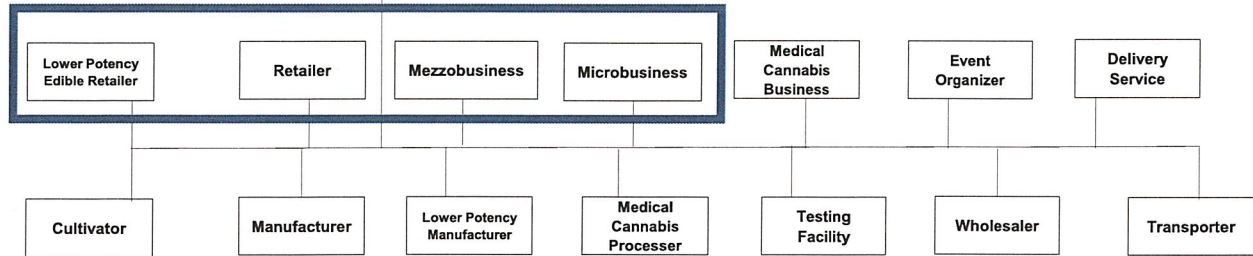 Lower Potency
Edible Retailer
Retailer
Mezzobusiness
Microbusiness
Medical
Cannabis
Business
Event
Organizer
Delivery
Service
Cultivator
Manufacturer
Lower Potency
Manufacturer
Medical
Cannabis
Processer
Testing
Facility
Wholesaler
Transporter